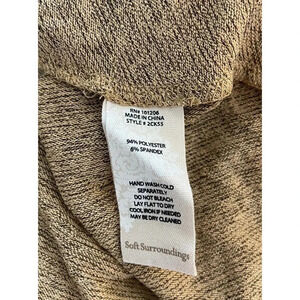 RN# 101206
MADE IN CHINA
STYLE # 2CK55
94% POLYESTER
6% SPANDEX
HAND WASH COLD
SEPARATELY
DO NOT BLEACH
LAY FLAT TO DRY
COOL IRON IF NEEDED
MAY BE DRY CLEANED
Soft Surroundings